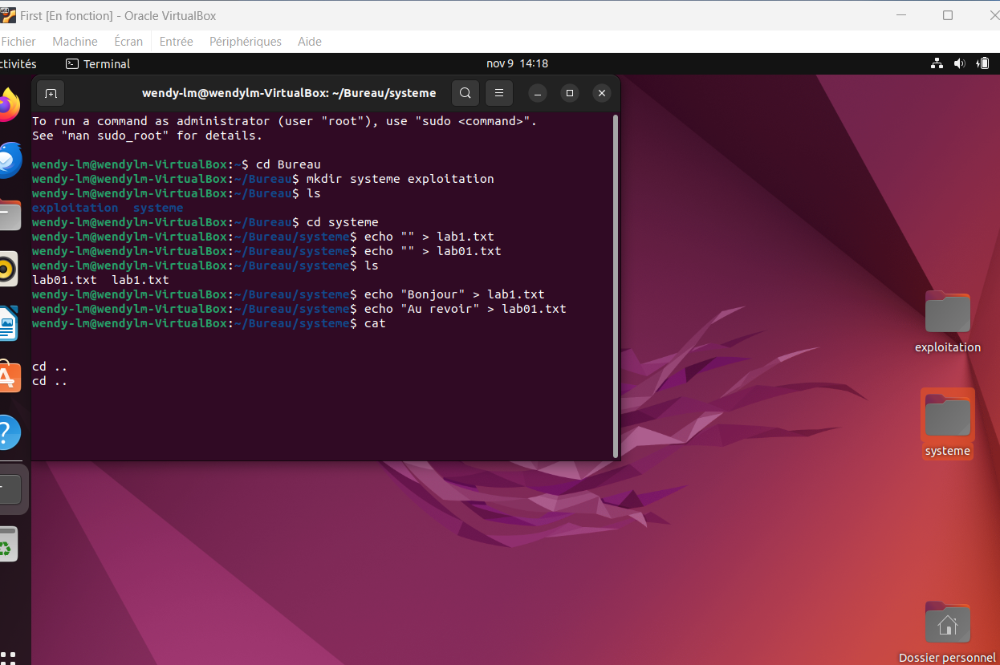 First [En fonction] - Oracle VirtualBox
Fichier Machine Écran Entrée Périphériques Aide
ctivités Terminal nov 9 14:18
wendy-lm@wendylm-VirtualBox: ~/Bureau/systeme
To run a command as administrator (user "root"), use "sudo <command>".
See "man sudo_root" for details.
wendy-lm@wendylm-VirtualBox:~$ cd Bureau
wendy-lm@wendylm-VirtualBox:~/Bureau$ mkdir systeme exploitation
wendy-lm@wendylm-VirtualBox:~/Bureau$ ls
exploitation  systeme
wendy-lm@wendylm-VirtualBox:~/Bureau$ cd systeme
wendy-lm@wendylm-VirtualBox:~/Bureau/systeme$ echo "" > lab1.txt
wendy-lm@wendylm-VirtualBox:~/Bureau/systeme$ echo "" > lab01.txt
wendy-lm@wendylm-VirtualBox:~/Bureau/systeme$ ls
lab01.txt  lab1.txt
wendy-lm@wendylm-VirtualBox:~/Bureau/systeme$ echo "Bonjour" > lab1.txt
wendy-lm@wendylm-VirtualBox:~/Bureau/systeme$ echo "Au revoir" > lab01.txt
wendy-lm@wendylm-VirtualBox:~/Bureau/systeme$ cat
cd ..
cd ..
exploitation
systeme
Dossier personnel